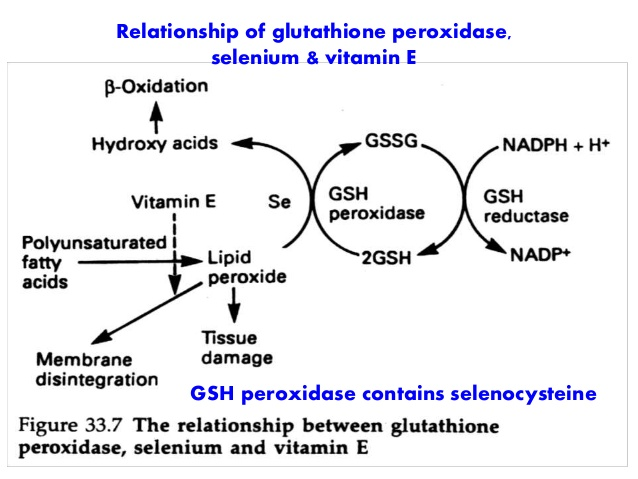 Relationship of glutathione peroxidase,
selenium & vitamin E
β-Oxidation
Hydroxy acids
GSSG
NADPH + H+
Vitamin E
Se
GSH
peroxidase
GSH
reductase
Polyunsaturated
fatty
acids
Lipid
peroxide
2GSH
NADP+
Tissue
damage
Membrane
disintegration
GSH peroxidase contains selenocysteine
Figure 33.7 The relationship between glutathione
peroxidase, selenium and vitamin E